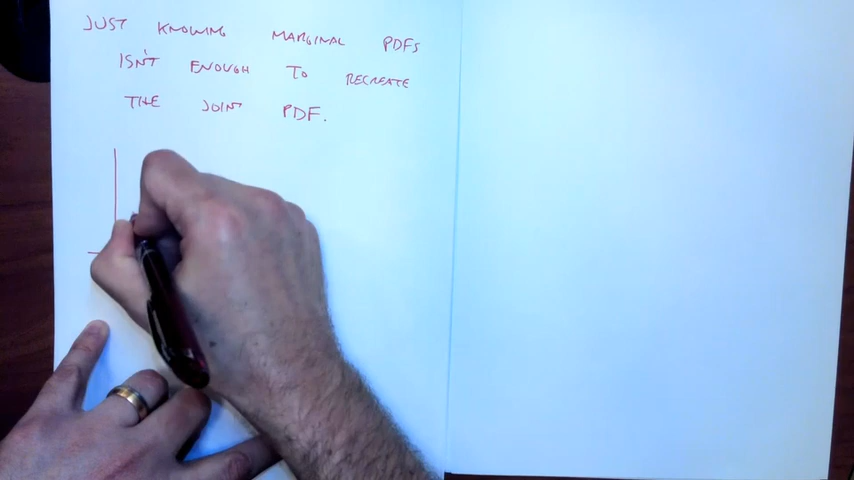 JUST KNOWING MARGINAL PDFS
ISN'T ENOUGH TO RECREATE
THE JOINT PDF.